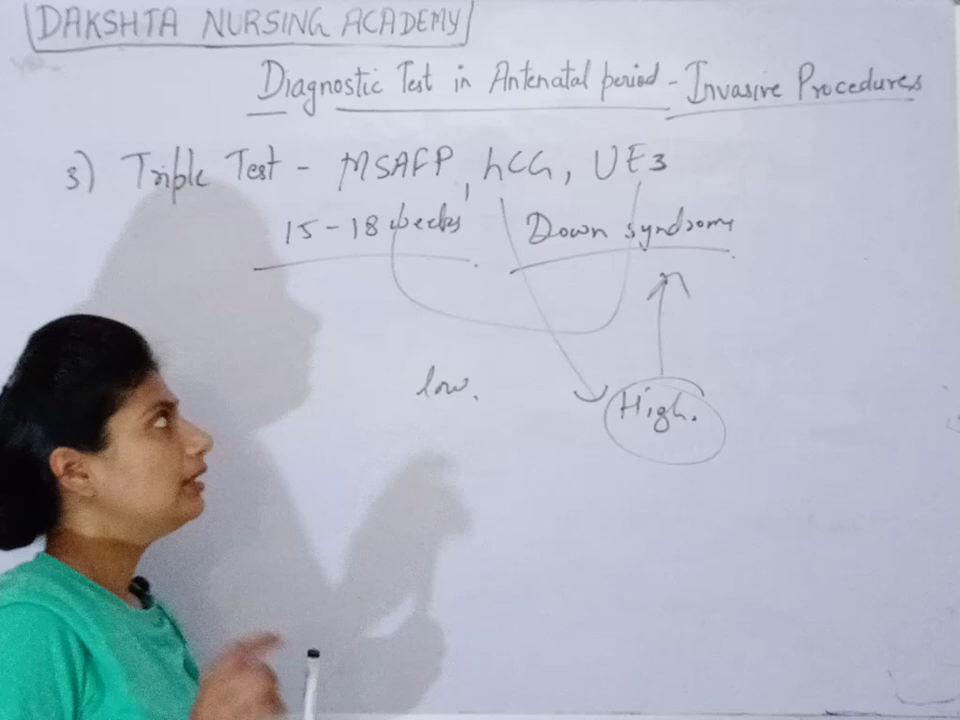 DAKSHTA NURSING ACADEMY
Diagnostic Test in Antenatal period - Invasive Procedures
3) Triple Test - MSAFP, hCG, UE3
15-18 weeks Down syndrome
low.
High.